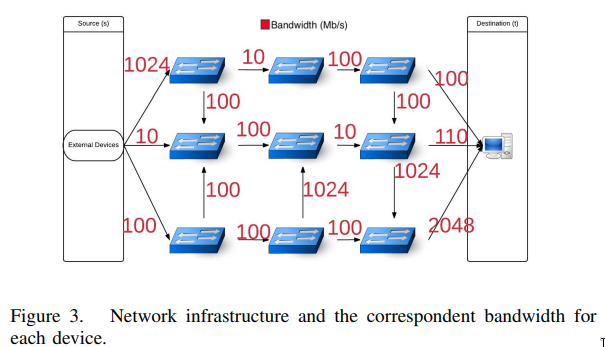 Source (s)
Bandwidth (Mb/s)
Destination (t)
1024
10
100
100
100
100
External Devices
10
100
10
110
1024
100
1024
100
100
100
2048
Figure 3. Network infrastructure and the correspondent bandwidth for
each device.